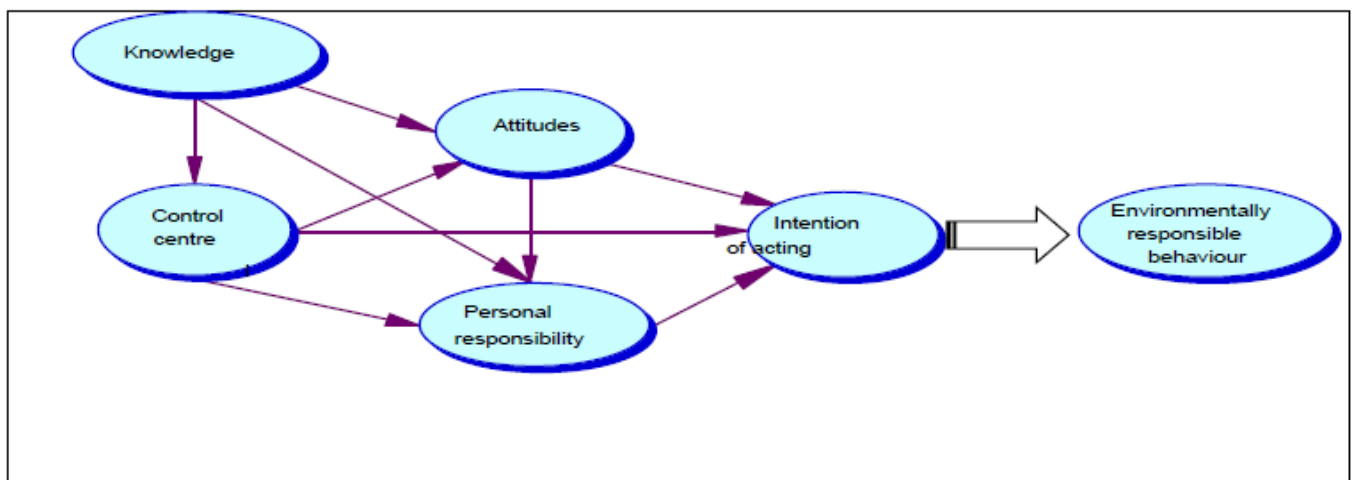 Knowledge
Attitudes
Control
centre
Intention
of acting
Environmentally
responsible
behaviour
Personal
responsibility